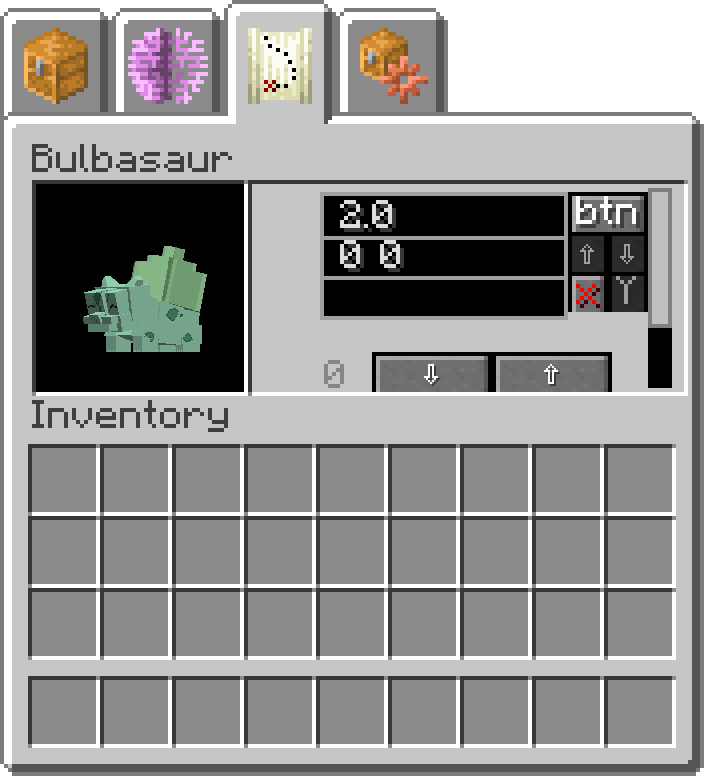 Bulbasaur
2.0
btn
0 0
⇧ ⇩
Y
0
⇩ ⇧
Inventory